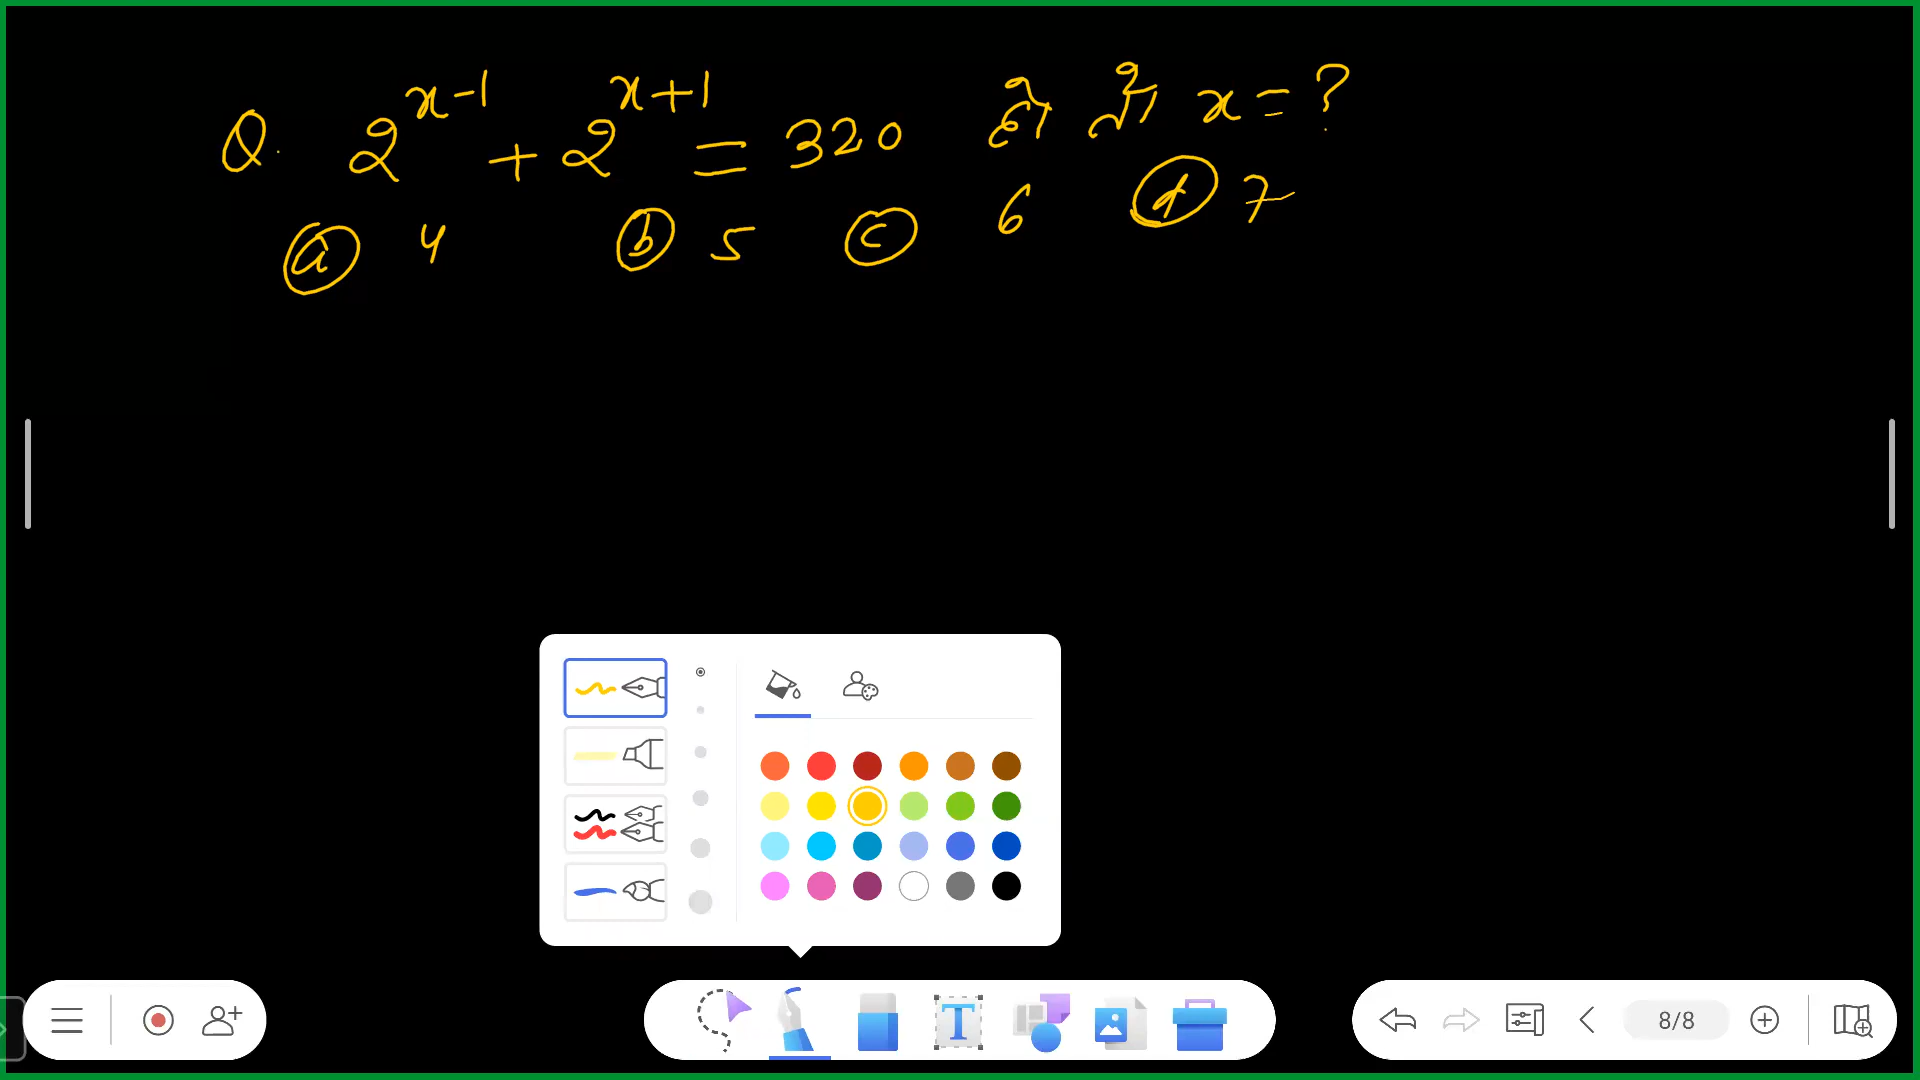 Q. 2^{x-1} + 2^{x+1} = 320 हो तो x = ?
(a) 4 (b) 5 (c) 6 (d) 7
T
8/8